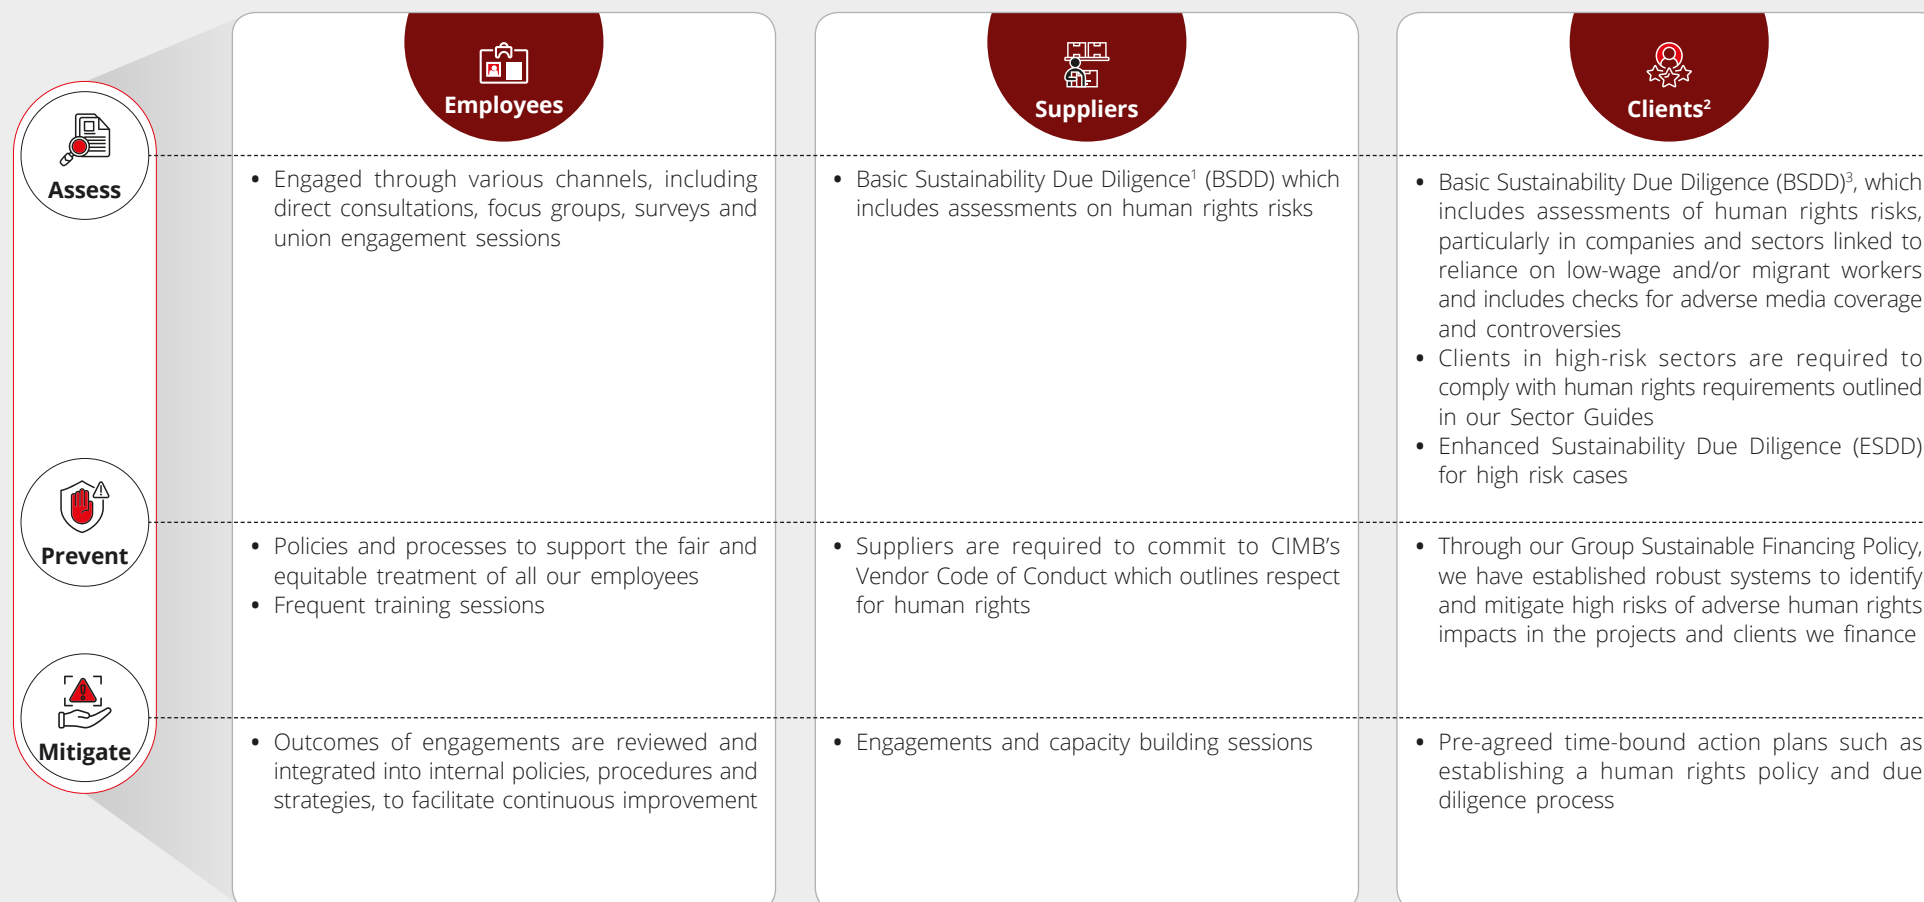 Employees
Suppliers
Clients²
Assess
• Engaged through various channels, including
direct consultations, focus groups, surveys and
union engagement sessions
• Basic Sustainability Due Diligence¹ (BSDD) which
includes assessments on human rights risks
• Basic Sustainability Due Diligence (BSDD)³, which
includes assessments of human rights risks,
particularly in companies and sectors linked to
reliance on low-wage and/or migrant workers
and includes checks for adverse media coverage
and controversies
• Clients in high-risk sectors are required to
comply with human rights requirements outlined
in our Sector Guides
• Enhanced Sustainability Due Diligence (ESDD)
for high risk cases
Prevent
• Policies and processes to support the fair and
equitable treatment of all our employees
• Frequent training sessions
• Suppliers are required to commit to CIMB’s
Vendor Code of Conduct which outlines respect
for human rights
• Through our Group Sustainable Financing Policy,
we have established robust systems to identify
and mitigate high risks of adverse human rights
impacts in the projects and clients we finance
Mitigate
• Outcomes of engagements are reviewed and
integrated into internal policies, procedures and
strategies, to facilitate continuous improvement
• Engagements and capacity building sessions
• Pre-agreed time-bound action plans such as
establishing a human rights policy and due
diligence process